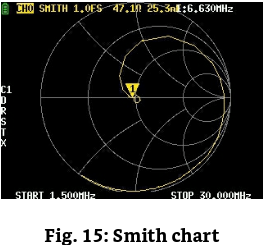 CH0 SMITH 1.0FS 47.1Ω 25.3nH 6.630MHz
1
C1
D
R
S
T
X
START 1.500MHz STOP 30.000MHz
Fig. 15: Smith chart